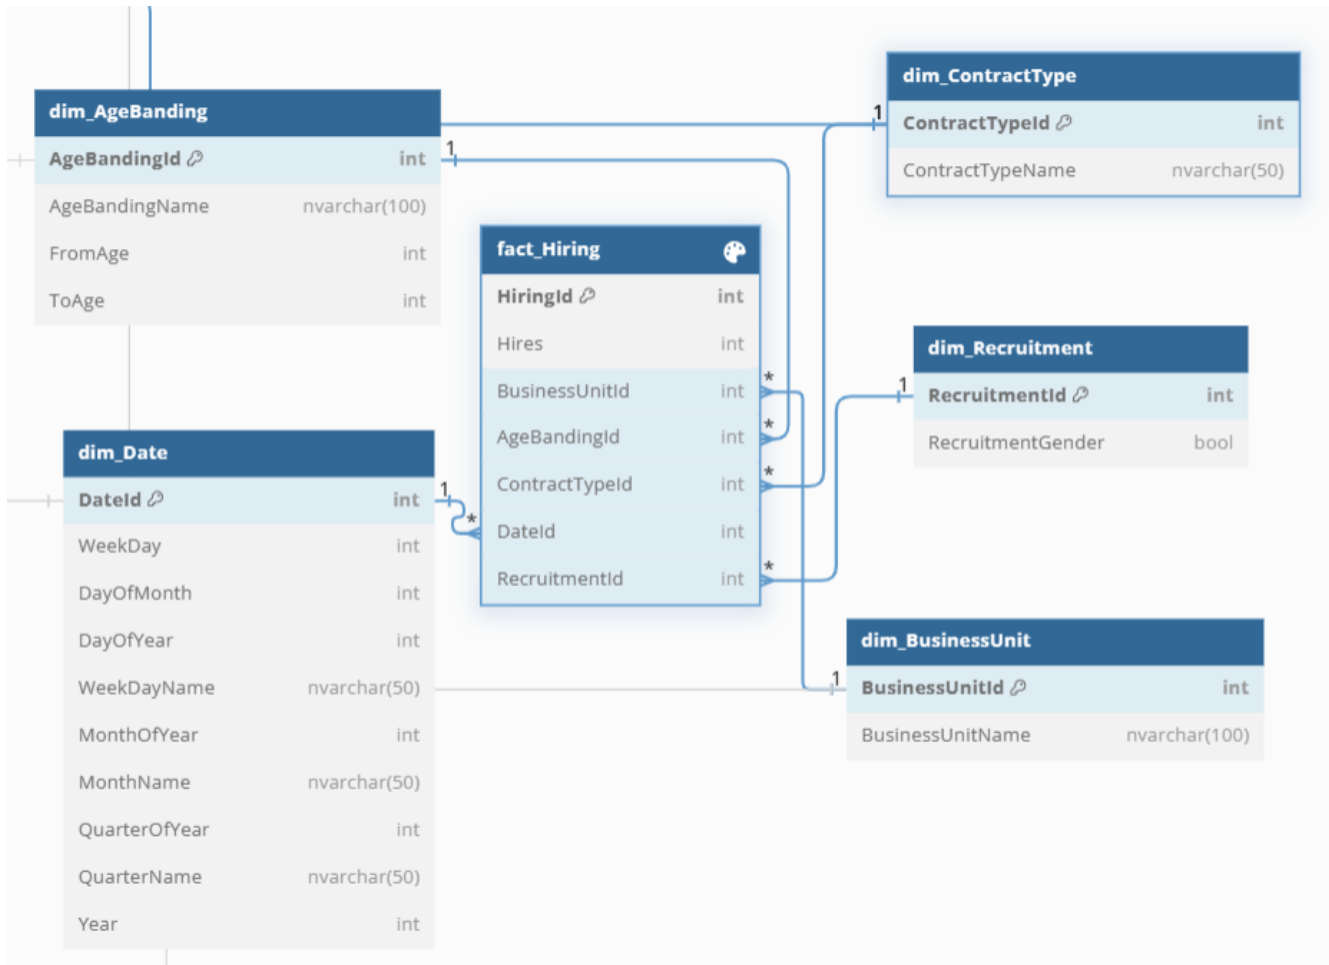 dim_AgeBanding
AgeBandingId int
AgeBandingName nvarchar(100)
FromAge int
ToAge int
1
dim_ContractType
1
ContractTypeId int
ContractTypeName nvarchar(50)
fact_Hiring
HiringId int
Hires int
BusinessUnitId int *
AgeBandingId int *
ContractTypeId int *
DateId int
*
RecruitmentId int *
dim_Recruitment
1
RecruitmentId int
RecruitmentGender bool
dim_Date
DateId int
1
WeekDay int
DayOfMonth int
DayOfYear int
WeekDayName nvarchar(50)
MonthOfYear int
MonthName nvarchar(50)
QuarterOfYear int
QuarterName nvarchar(50)
Year int
dim_BusinessUnit
1
BusinessUnitId int
BusinessUnitName nvarchar(100)